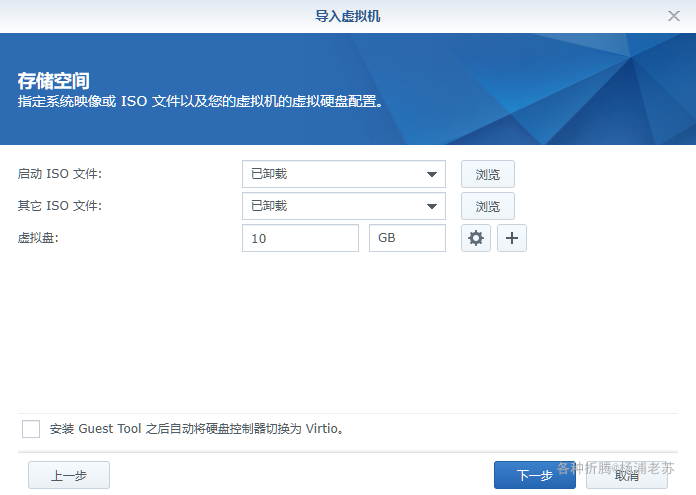 导入虚拟机
存储空间
指定系统映像或 ISO 文件以及您的虚拟机的虚拟硬盘配置。
启动 ISO 文件: 已卸载 浏览
其它 ISO 文件: 已卸载 浏览
虚拟盘: 10 GB
安装 Guest Tool 之后自动将硬盘控制器切换为 Virtio。
上一步 下一步 取消
各种折腾@杨浦老苏